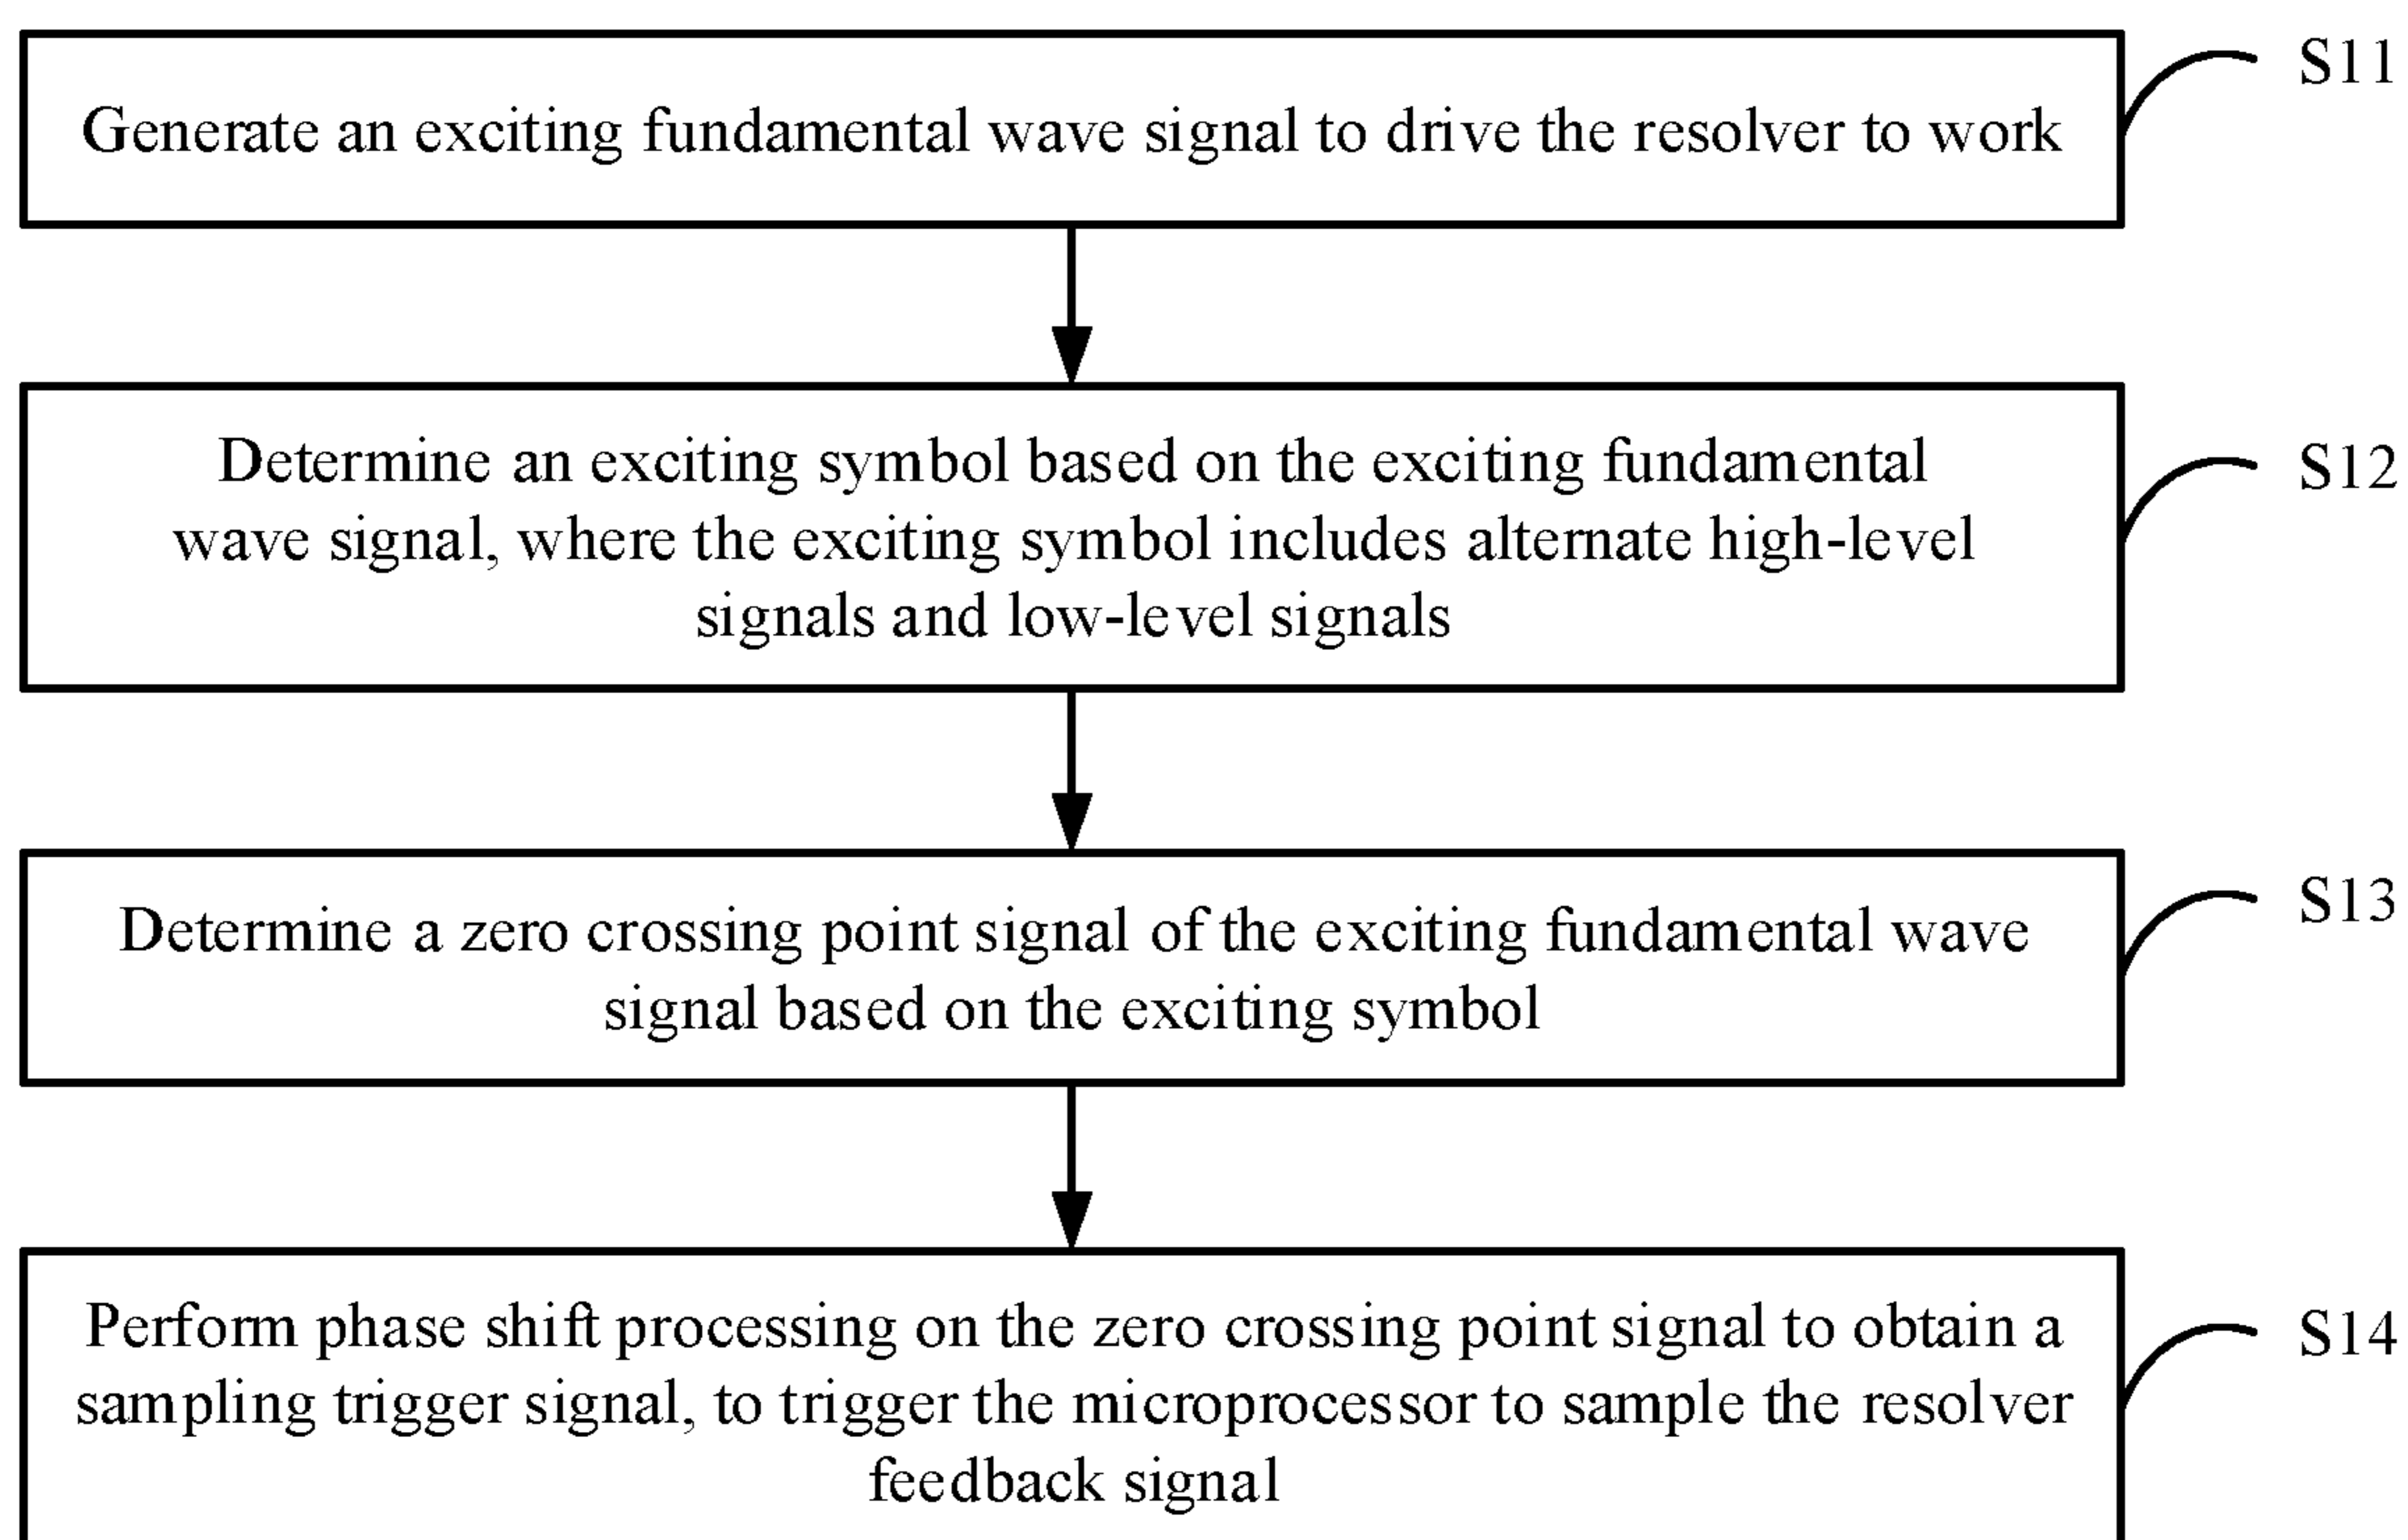 S11
Generate an exciting fundamental wave signal to drive the resolver to work
Determine an exciting symbol based on the exciting fundamental
wave signal, where the exciting symbol includes alternate high-level
signals and low-level signals
S12
Determine a zero crossing point signal of the exciting fundamental wave
signal based on the exciting symbol
S13
Perform phase shift processing on the zero crossing point signal to obtain a
sampling trigger signal, to trigger the microprocessor to sample the resolver
feedback signal
S14